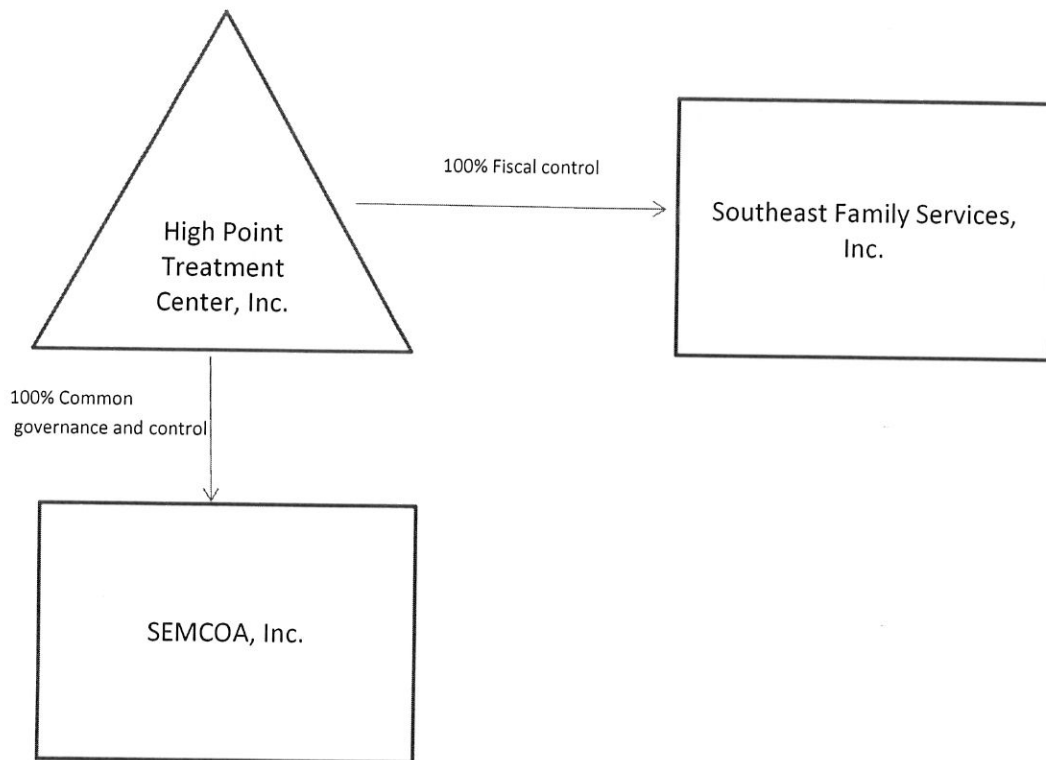 High Point
Treatment
Center, Inc.
100% Fiscal control
Southeast Family Services,
Inc.
100% Common
governance and control
SEMCOA, Inc.